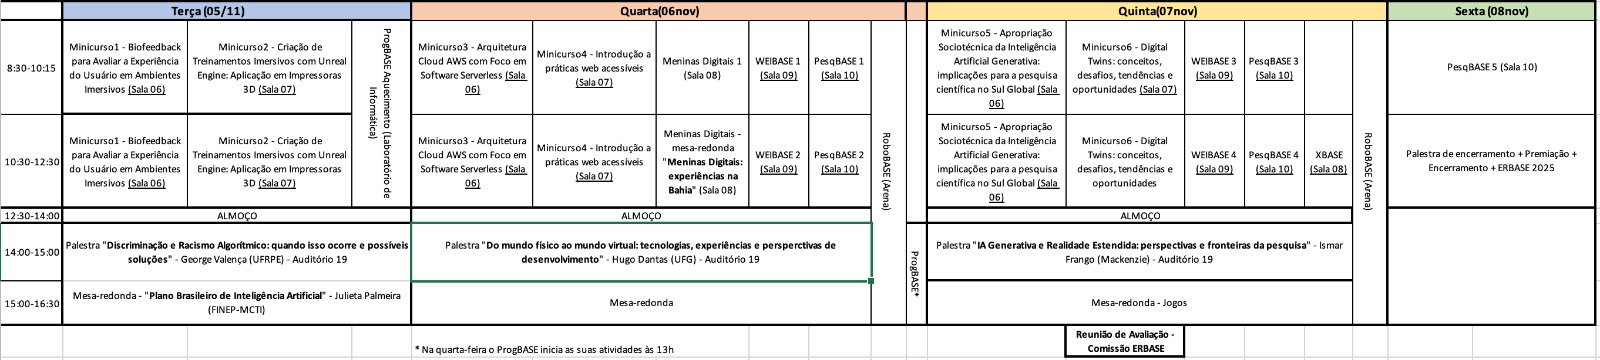 Terça (05/11)
Quarta(06nov)
Quinta(07nov)
Sexta (08nov)
8:30-10:15
Minicurso1 - Biofeedback
para Avaliar a Experiência
do Usuário em Ambientes
Imersivos (Sala 06)
Minicurso2 - Criação de
Treinamentos Imersivos com Unreal
Engine: Aplicação em Impressoras
3D (Sala 07)
ProgBASE Aquecimento (Laboratório de
Informática)
Minicurso3 - Arquitetura
Cloud AWS com Foco em
Software Serverless (Sala
06)
Minicurso4 - Introdução a
práticas web acessíveis
(Sala 07)
Meninas Digitais 1
(Sala 08)
WEIBASE 1
(Sala 09)
PesqBASE 1
(Sala 10)
RoboBASE (Arena)
Minicurso5 - Apropriação
Sociotécnica da Inteligência
Artificial Generativa:
implicações para a pesquisa
científica no Sul Global (Sala
06)
Minicurso6 - Digital
Twins: conceitos,
desafios, tendências e
oportunidades (Sala 07)
WEIBASE 3
(Sala 09)
PesqBASE 3
(Sala 10)
RoboBASE (Arena)
PesqBASE 5 (Sala 10)
10:30-12:30
Minicurso1 - Biofeedback
para Avaliar a Experiência
do Usuário em Ambientes
Imersivos (Sala 06)
Minicurso2 - Criação de
Treinamentos Imersivos com Unreal
Engine: Aplicação em Impressoras
3D (Sala 07)
Minicurso3 - Arquitetura
Cloud AWS com Foco em
Software Serverless (Sala
06)
Minicurso4 - Introdução a
práticas web acessíveis
(Sala 07)
Meninas Digitais -
mesa-redonda
"Meninas Digitais:
experiências na
Bahia" (Sala 08)
WEIBASE 2
(Sala 09)
PesqBASE 2
(Sala 10)
Minicurso5 - Apropriação
Sociotécnica da Inteligência
Artificial Generativa:
implicações para a pesquisa
científica no Sul Global (Sala
06)
Minicurso6 - Digital
Twins: conceitos,
desafios, tendências e
oportunidades
WEIBASE 4
(Sala 09)
PesqBASE 4
(Sala 10)
XBASE
(Sala 08)
Palestra de encerramento + Premiação +
Encerramento + ERBASE 2025
12:30-14:00
ALMOÇO
ALMOÇO
ALMOÇO
14:00-15:00
Palestra "Discriminação e Racismo Algorítmico: quando isso ocorre e possíveis
soluções" - George Valença (UFRPE) - Auditório 19
Palestra "Do mundo físico ao mundo virtual: tecnologias, experiências e persperctivas de
desenvolvimento" - Hugo Dantas (UFG) - Auditório 19
ProgBASE*
Palestra "IA Generativa e Realidade Estendida: perspectivas e fronteiras da pesquisa" - Ismar
Frango (Mackenzie) - Auditório 19
15:00-16:30
Mesa-redonda - "Plano Brasileiro de Inteligência Artificial" - Julieta Palmeira
(FINEP-MCTI)
Mesa-redonda
Mesa-redonda - Jogos
Reunião de Avaliação -
Comissão ERBASE
* Na quarta-feira o ProgBASE inicia as suas atividades às 13h